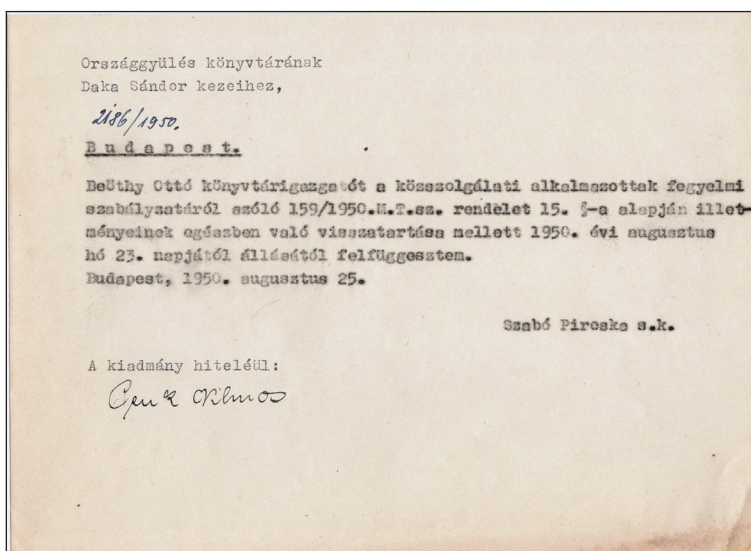 Országgyülés könyvtárának
Daka Sándor kezeihez,
2186/1950.
Budapest.
Beöthy Ottó könyvtárigazgatót a közszolgálati alkalmazottak fegyelmi
szabályzatáról szóló 159/1950.M.T.sz. rendelet 15. §-a alapján illet-
ményeinek egészben való visszatartása mellett 1950. évi augusztus
hó 23. napjától állásától felfüggesztem.
Budapest, 1950. augusztus 25.
Szabó Piroska s.k.
A kiadmány hiteléül:
Vilmos